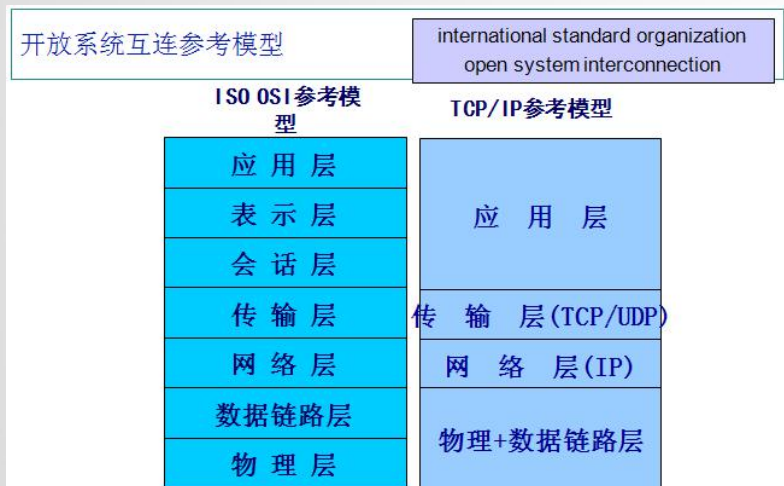 开放系统互连参考模型
international standard organization
open system interconnection
ISO OSI参考模
型
TCP/IP参考模型
应 用 层
表 示 层
会 话 层
传 输 层
网 络 层
数据链路层
物 理 层
应 用 层
传 输 层(TCP/UDP)
网 络 层(IP)
物理+数据链路层